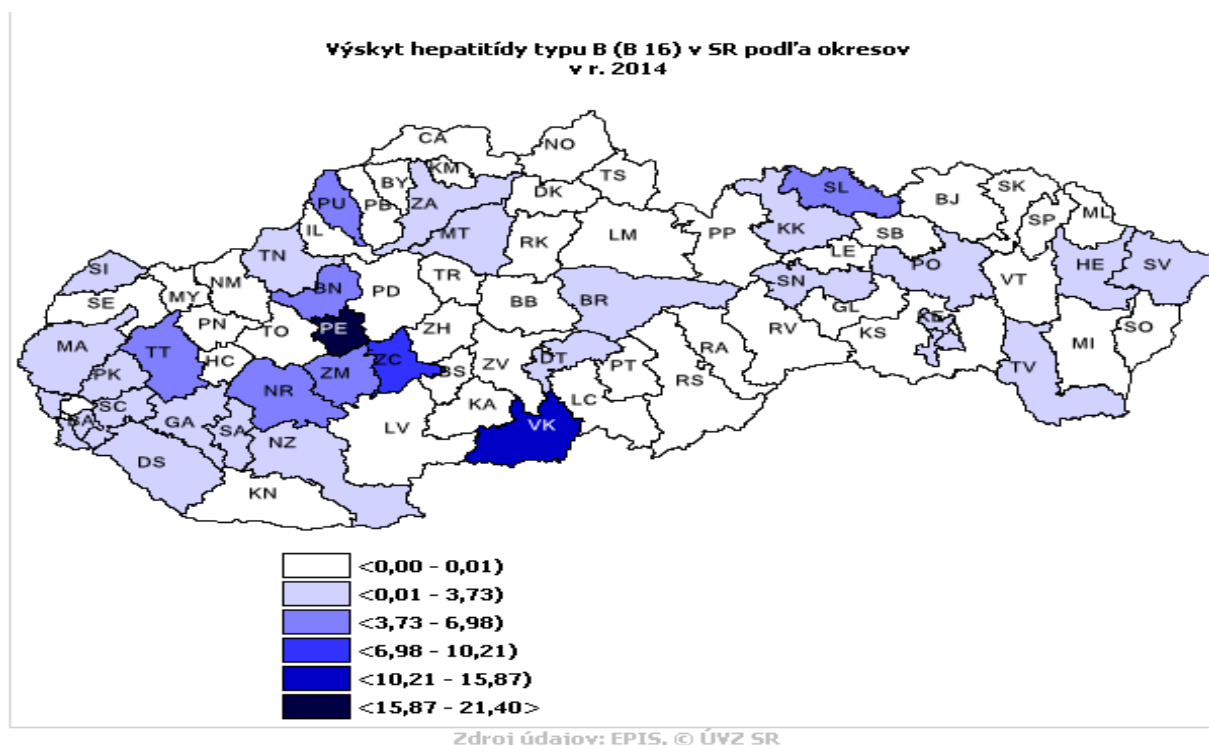 Výskyt hepatitídy typu B (B 16) v SR podľa okresov
v r. 2014
CA
NO
KM
TS
BY
DK
PU
PB
ZA
SL
SK
BJ
ML
SP
IL
MT
RK
LM
PP
KK
SB
LE
TN
PO
HE
SV
SI
NM
TR
SN
VT
BN
PD
BB
BR
SE
MY
GL
KE
PN
TO
PE
ZH
RV
KS
SO
MA
TT
HC
ZC
ZV
DT
PT
RA
MI
PK
ZM
BS
TV
NR
RS
SC
KA
LC
BA
GA
SA
LV
VK
NZ
DS
KN
<0,00 - 0,01)
<0,01 - 3,73)
<3,73 - 6,98)
<6,98 - 10,21)
<10,21 - 15,87)
<15,87 - 21,40>
Zdroj údajov: EPIS, © ÚVZ SR